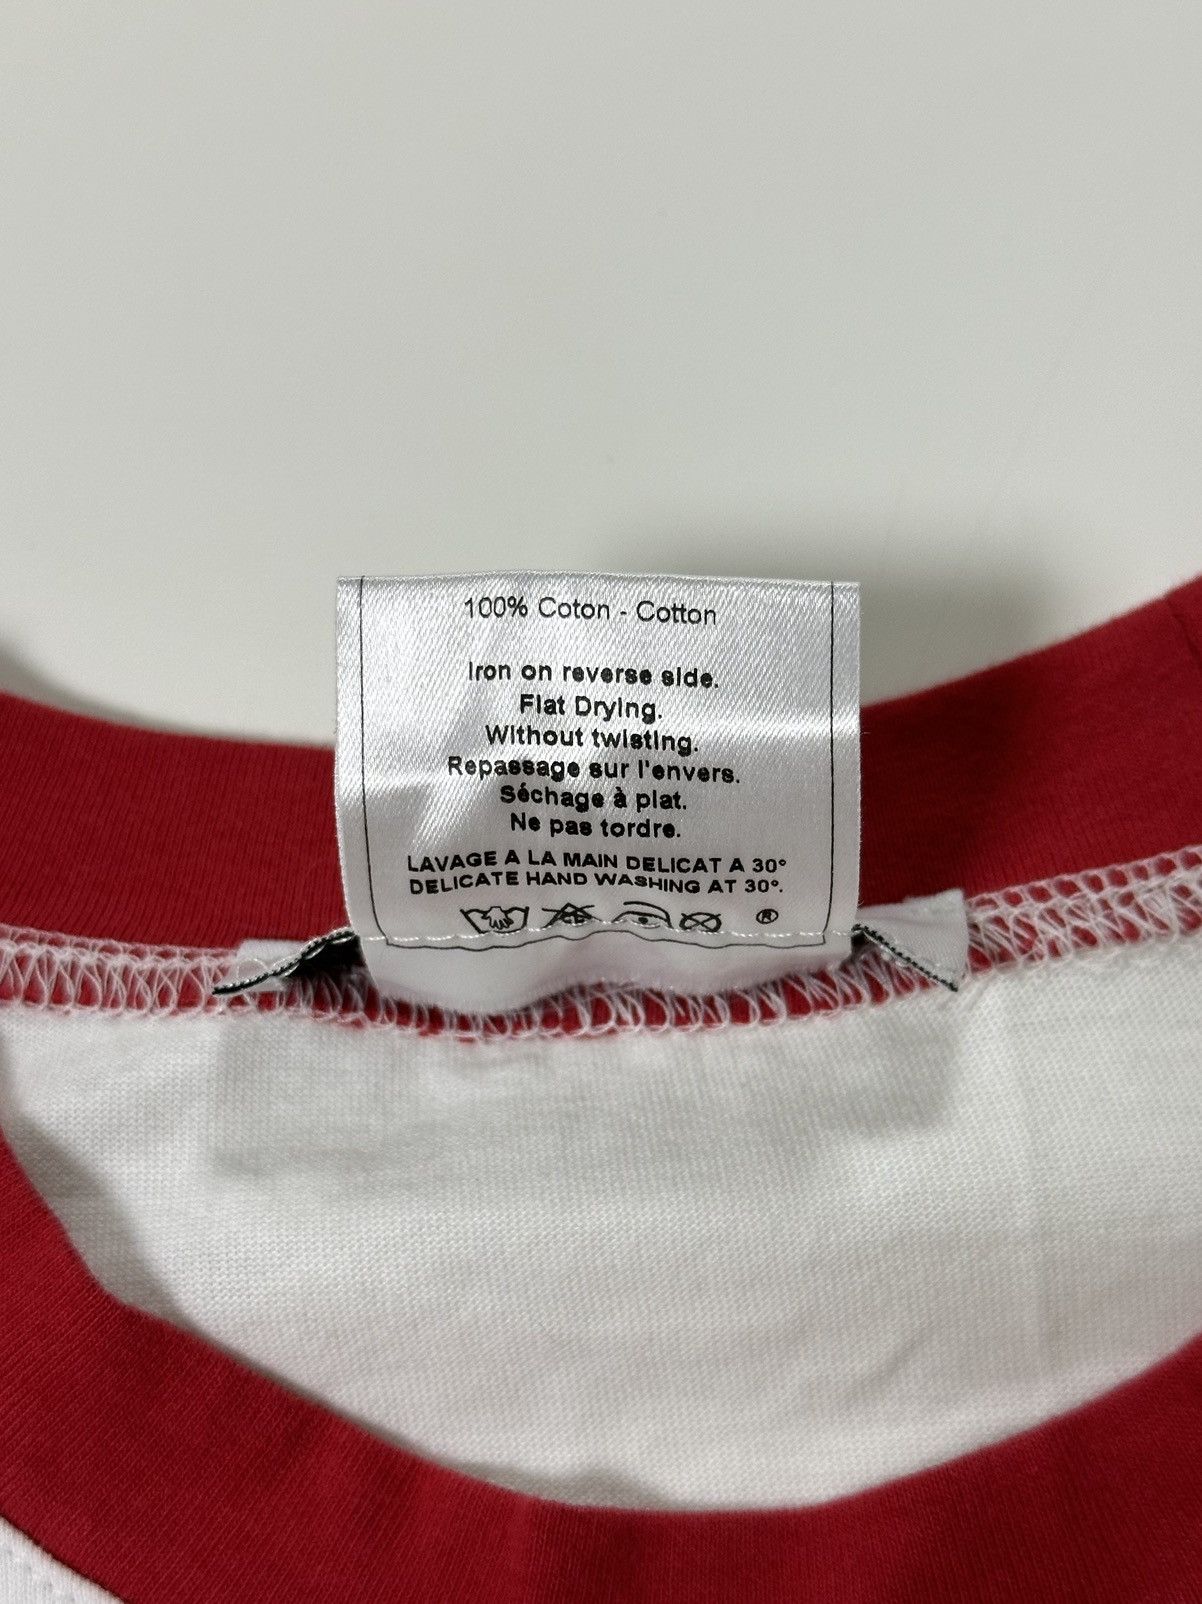 100% Coton - Cotton
Iron on reverse side.
Flat Drying.
Without twisting.
Repassage sur l'envers.
Séchage à plat.
Ne pas tordre.
LAVAGE A LA MAIN DELICAT A 30°
DELICATE HAND WASHING AT 30°.
®